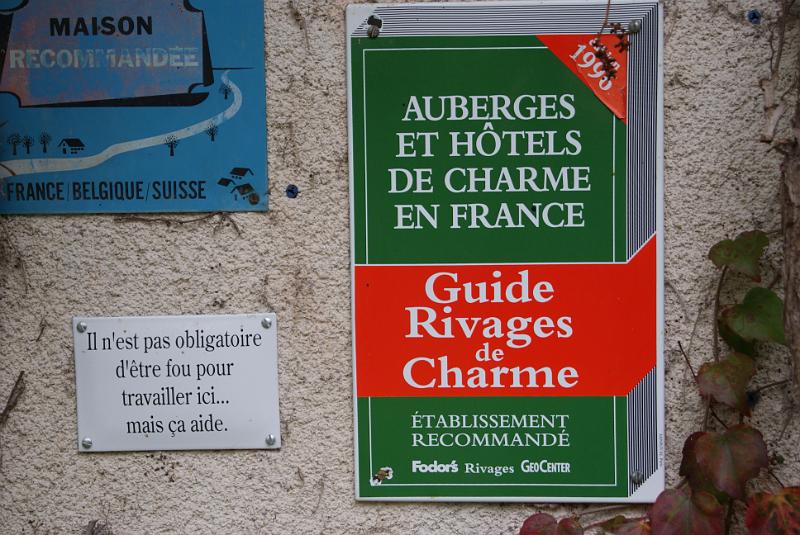 MAISON
RECOMMANDÉE
FRANCE/BELGIQUE/SUISSE
Il n'est pas obligatoire
d'être fou pour
travailler ici...
mais ça aide.
1996
AUBERGES
ET HÔTELS
DE CHARME
EN FRANCE
Guide
Rivages
de
Charme
ÉTABLISSEMENT
RECOMMANDÉ
Fodor's Rivages GEOCENTER